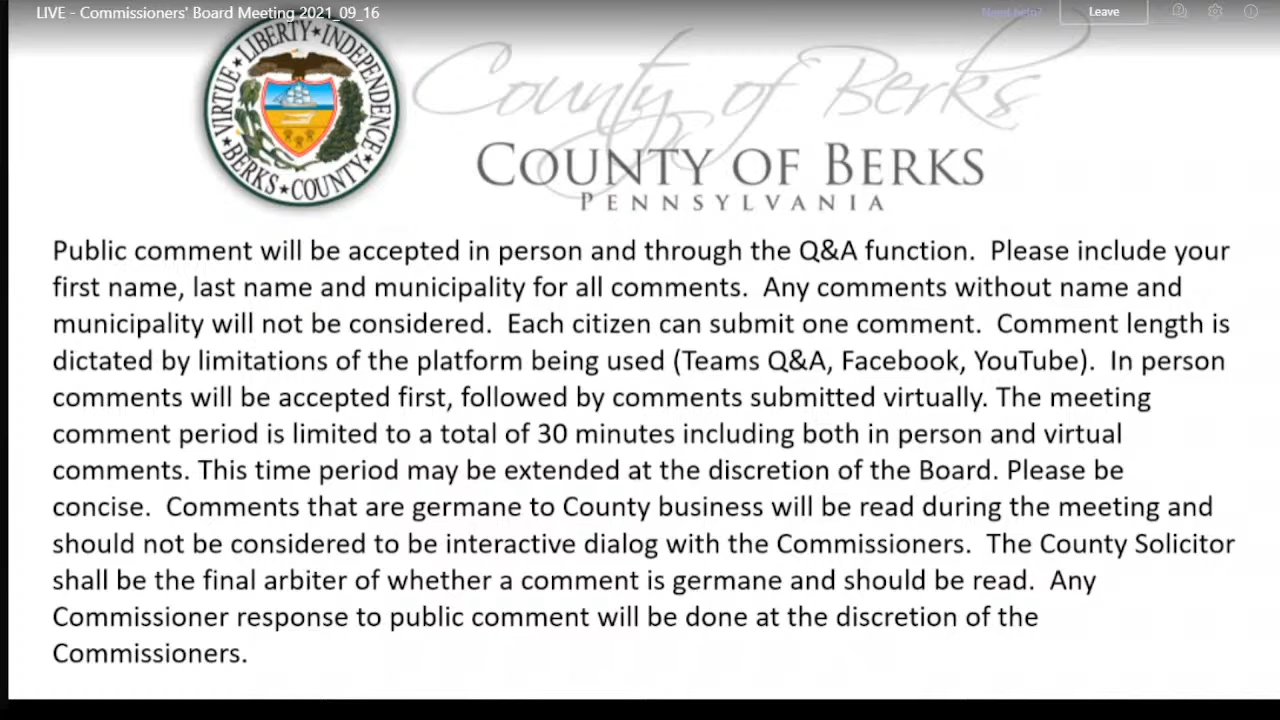 LIVE - Commissioners' Board Meeting 2021_09_16
Need help?
Leave
VIRTUE★LIBERTY★INDEPENDENCE★
BERKS★COUNTY
County of Berks
COUNTY OF BERKS
PENNSYLVANIA
Public comment will be accepted in person and through the Q&A function.  Please include your
first name, last name and municipality for all comments.  Any comments without name and
municipality will not be considered.  Each citizen can submit one comment.  Comment length is
dictated by limitations of the platform being used (Teams Q&A, Facebook, YouTube).  In person
comments will be accepted first, followed by comments submitted virtually. The meeting
comment period is limited to a total of 30 minutes including both in person and virtual
comments. This time period may be extended at the discretion of the Board. Please be
concise.  Comments that are germane to County business will be read during the meeting and
should not be considered to be interactive dialog with the Commissioners.  The County Solicitor
shall be the final arbiter of whether a comment is germane and should be read.  Any
Commissioner response to public comment will be done at the discretion of the
Commissioners.